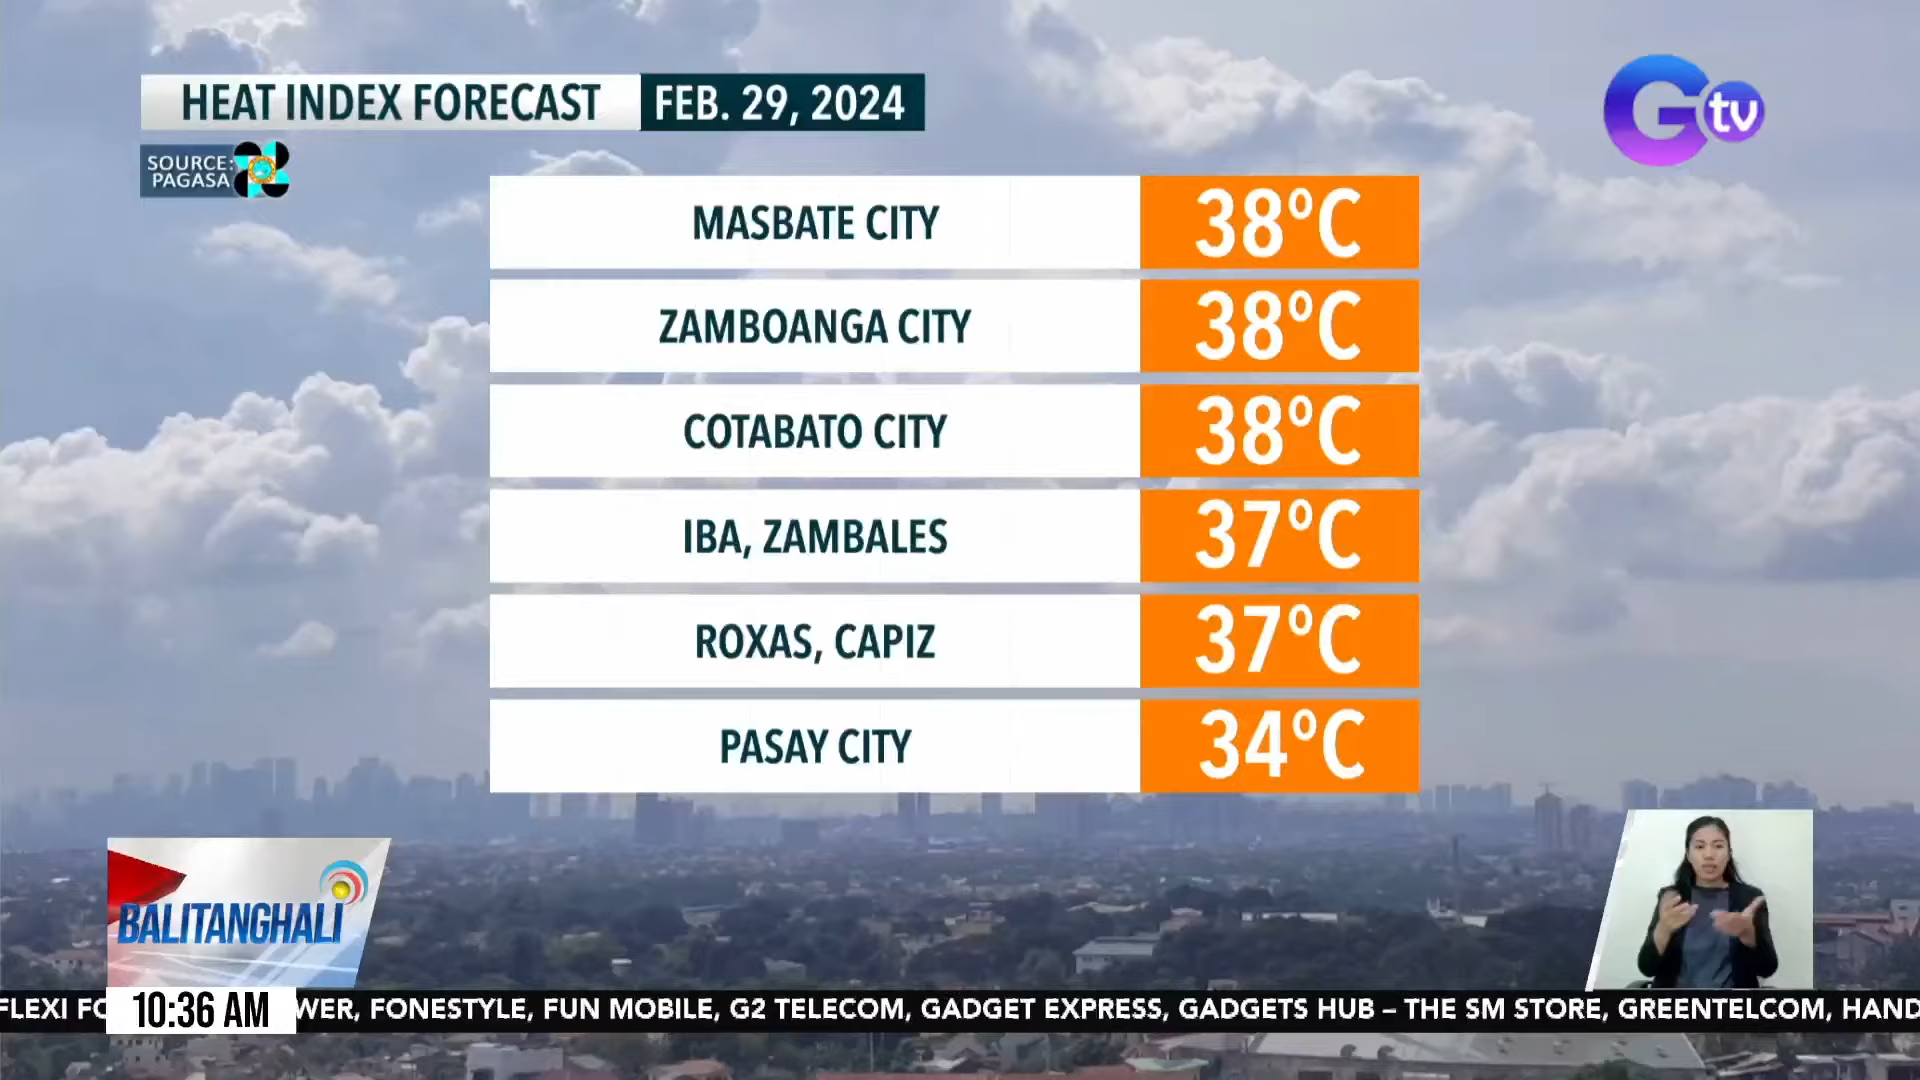 HEAT INDEX FORECAST FEB. 29, 2024
G tv
SOURCE:
PAGASA
MASBATE CITY 38°C
ZAMBOANGA CITY 38°C
COTABATO CITY 38°C
IBA, ZAMBALES 37°C
ROXAS, CAPIZ 37°C
PASAY CITY 34°C
BALITANGHALI
FLEXI 10:36 AM FONESTYLE, FUN MOBILE, G2 TELECOM, GADGET EXPRESS, GADGETS HUB – THE SM STORE, GREENTELCOM, HAND